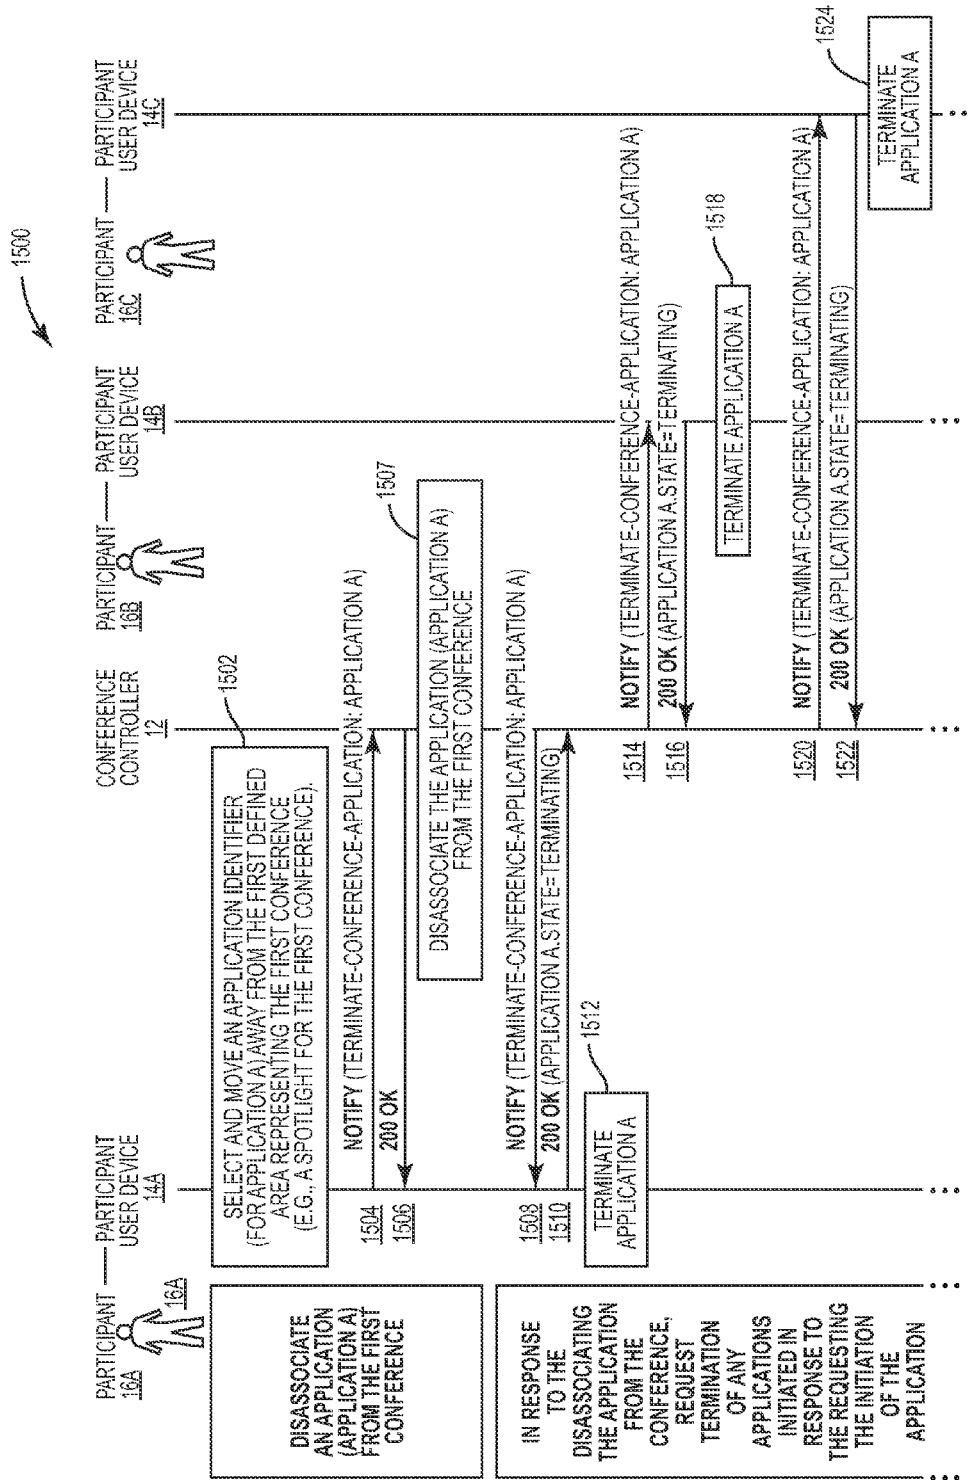 1500
PARTICIPANT
16A
16A
PARTICIPANT
USER DEVICE
14A
CONFERENCE
CONTROLLER
12
PARTICIPANT
16B
PARTICIPANT
USER DEVICE
14B
PARTICIPANT
16C
PARTICIPANT
USER DEVICE
14C
DISASSOCIATE
AN APPLICATION
(APPLICATION A)
FROM THE FIRST
CONFERENCE
SELECT AND MOVE AN APPLICATION IDENTIFIER
(FOR APPLICATION A) AWAY FROM THE FIRST DEFINED
AREA REPRESENTING THE FIRST CONFERENCE
(E.G., A SPOTLIGHT FOR THE FIRST CONFERENCE).
1502
1504
NOTIFY (TERMINATE-CONFERENCE-APPLICATION: APPLICATION A)
1506
200 OK
DISASSOCIATE THE APPLICATION (APPLICATION A)
FROM THE FIRST CONFERENCE
1507
IN RESPONSE
TO THE
DISASSOCIATING
THE APPLICATION
FROM THE
CONFERENCE,
REQUEST
TERMINATION
OF ANY
APPLICATIONS
INITIATED IN
RESPONSE TO
THE REQUESTING
THE INITIATION
OF THE
APPLICATION
1508
NOTIFY (TERMINATE-CONFERENCE-APPLICATION: APPLICATION A)
1510
200 OK (APPLICATION A.STATE=TERMINATING)
TERMINATE
APPLICATION A
1512
1514
NOTIFY (TERMINATE-CONFERENCE-APPLICATION: APPLICATION A)
1516
200 OK (APPLICATION A.STATE=TERMINATING)
TERMINATE APPLICATION A
1518
1520
NOTIFY (TERMINATE-CONFERENCE-APPLICATION: APPLICATION A)
1522
200 OK (APPLICATION A.STATE=TERMINATING)
TERMINATE
APPLICATION A
1524